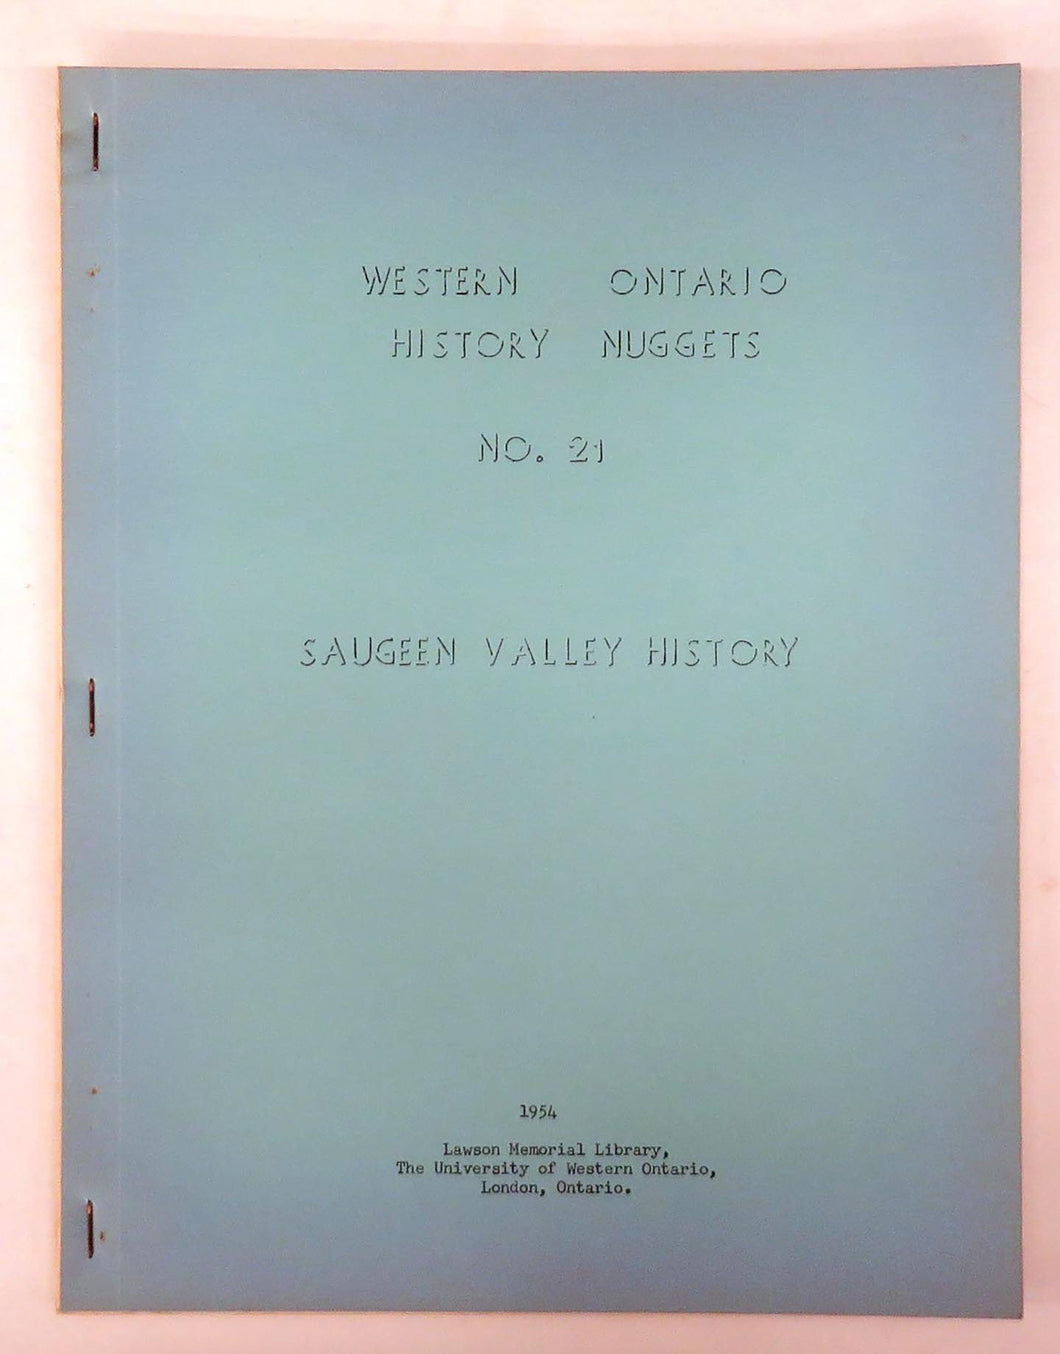 WESTERN ONTARIO
HISTORY NUGGETS
NO. 21
SAUGEEN VALLEY HISTORY
1954
Lawson Memorial Library,
The University of Western Ontario,
London, Ontario.